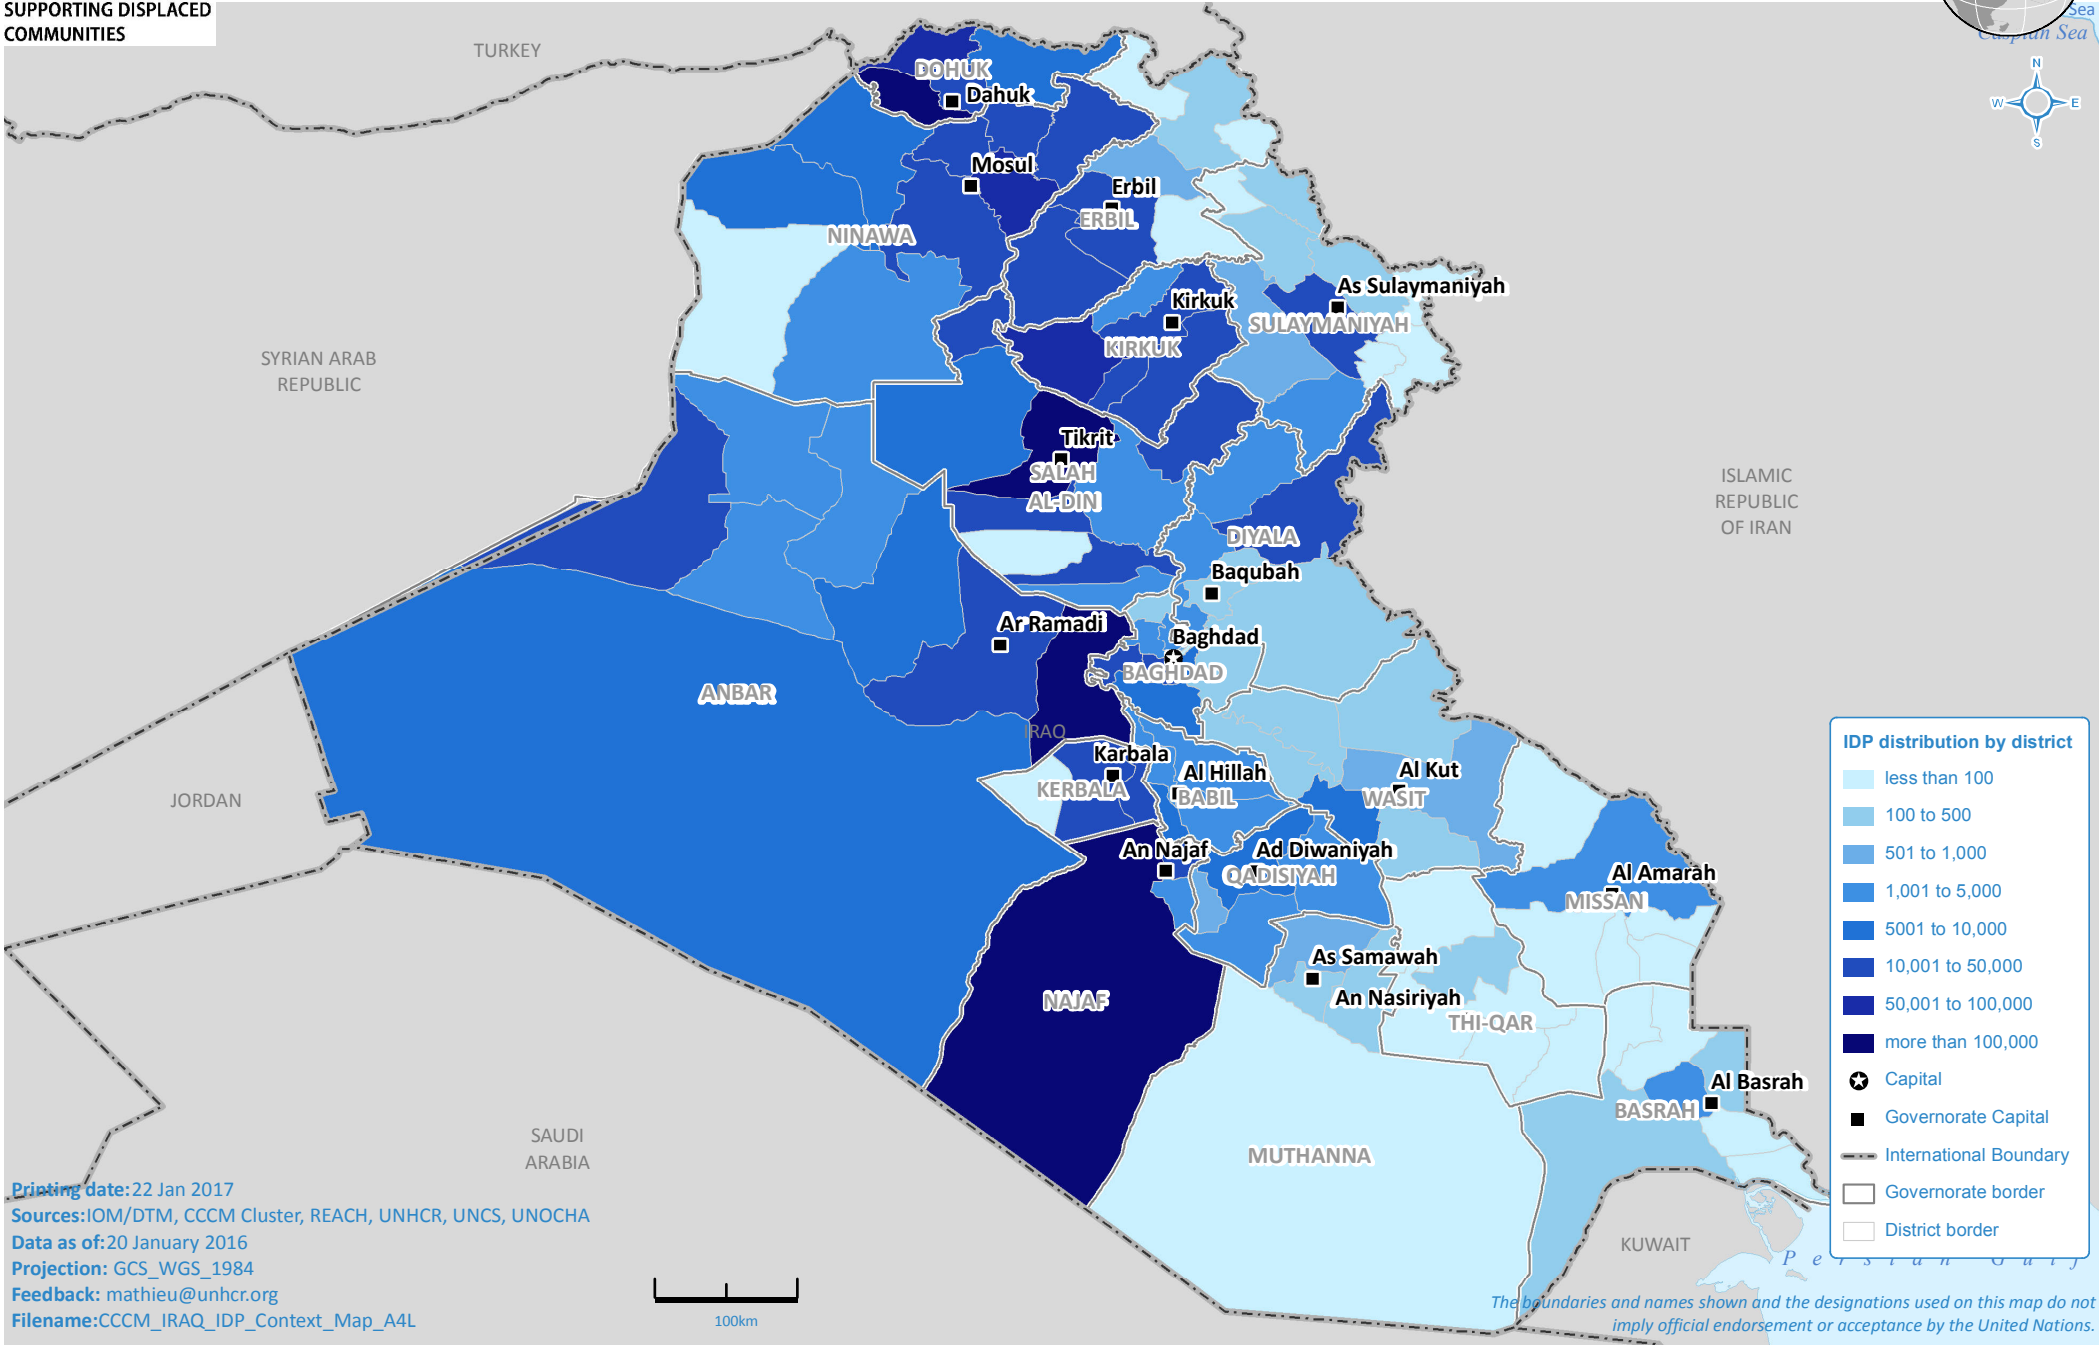 SUPPORTING DISPLACED
COMMUNITIES
Sea
Caspian Sea
N
W
E
S
TURKEY
DOHUK
Dahuk
Mosul
Erbil
ERBIL
NINAWA
As Sulaymaniyah
Kirkuk
SULAYMANIYAH
KIRKUK
SYRIAN ARAB
REPUBLIC
Tikrit
SALAH
AL-DIN
ISLAMIC
REPUBLIC
OF IRAN
DIYALA
Baqubah
Ar Ramadi
Baghdad
BAGHDAD
ANBAR
IRAQ
Karbala
KERBALA
Al Hillah
BABIL
Al Kut
WASIT
JORDAN
An Najaf
Ad Diwaniyah
QADISIYAH
Al Amarah
MISSAN
As Samawah
An Nasiriyah
NAJAF
THI-QAR
Al Basrah
BASRAH
MUTHANNA
SAUDI
ARABIA
KUWAIT
Persian Gulf
IDP distribution by district
less than 100
100 to 500
501 to 1,000
1,001 to 5,000
5001 to 10,000
10,001 to 50,000
50,001 to 100,000
more than 100,000
Capital
Governorate Capital
International Boundary
Governorate border
District border
Printing date:22 Jan 2017
Sources:IOM/DTM, CCCM Cluster, REACH, UNHCR, UNCS, UNOCHA
Data as of:20 January 2016
Projection: GCS_WGS_1984
Feedback: mathieu@unhcr.org
Filename:CCCM_IRAQ_IDP_Context_Map_A4L
100km
The boundaries and names shown and the designations used on this map do not
imply official endorsement or acceptance by the United Nations.